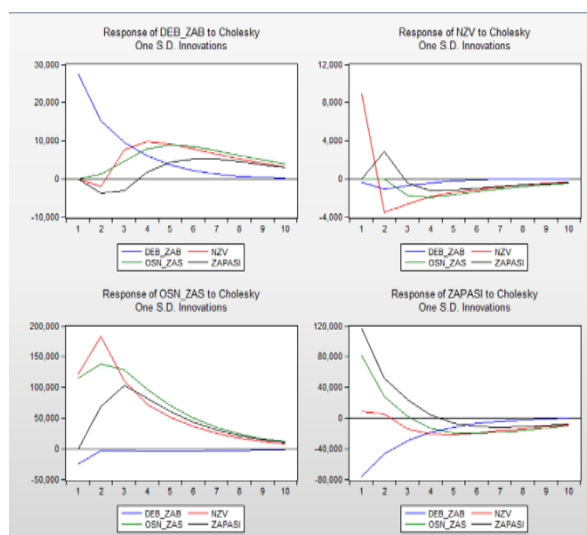 Response of DEB_ZAB to Cholesky
One S.D. Innovations
30,000
20,000
10,000
0
-10,000
1 2 3 4 5 6 7 8 9 10
DEB_ZAB NZV
OSN_ZAS ZAPASI
Response of NZV to Cholesky
One S.D. Innovations
12,000
8,000
4,000
0
-4,000
1 2 3 4 5 6 7 8 9 10
DEB_ZAB NZV
OSN_ZAS ZAPASI
Response of OSN_ZAS to Cholesky
One S.D. Innovations
200,000
150,000
100,000
50,000
0
-50,000
1 2 3 4 5 6 7 8 9 10
DEB_ZAB NZV
OSN_ZAS ZAPASI
Response of ZAPASI to Cholesky
One S.D. Innovations
120,000
80,000
40,000
0
-40,000
-80,000
1 2 3 4 5 6 7 8 9 10
DEB_ZAB NZV
OSN_ZAS ZAPASI